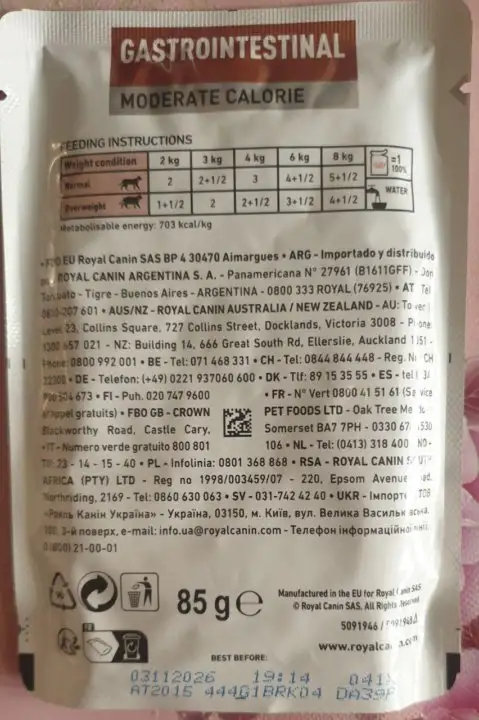 GASTROINTESTINAL
MODERATE CALORIE
FEEDING INSTRUCTIONS
Weight condition 2 kg 3 kg 4 kg 6 kg 8 kg =1 100%
Normal 2 2+1/2 3 4+1/2 5+1/2
WATER
Overweight 1+1/2 2 2+1/2 3+1/2 4+1/2
Metabolisable energy: 703 kcal/kg
EU Royal Canin SAS BP 4 30470 Aimargues • ARG - Importado y distribuido
ROYAL CANIN ARGENTINA S. A. - Panamericana N° 27961 (B1611GFF) - Don
- Tigre - Buenos Aires - ARGENTINA - 0800 333 ROYAL (76925) • AT Tel
207 601 • AUS/NZ - ROYAL CANIN AUSTRALIA / NEW ZEALAND - AU:
Level 23, Collins Square, 727 Collins Street, Docklands, Victoria 3008 -
657 021 - NZ: Building 14, 666 Great South Rd, Ellerslie, Auckland
Phone: 0800 992 001 • BE - Tel: 071 468 331 • CH - Tel: 0844 844 448 - Reg. CH
• DE - Telefon: (+49) 0221 937060 600 • DK - Tlf: 89 15 35 55 • ES -
504 673 • FI - Puh. 020 747 9600 • FR - N° Vert 0800 41 51 61
appel gratuits) • FBO GB - CROWN PET FOODS LTD - Oak Tree
Blackworthy Road, Castle Cary, Somerset BA7 7PH - 0330 67
IT - Numero verde gratuito 800 801 106 • NL - Tel: (0413) 318 400
23 - 14 - 15 - 40 • PL - Infolinia: 0801 368 868 • RSA - ROYAL CANIN
AFRICA (PTY) LTD - Reg no 1998/003459/07 - 220, Epsom Avenue
Northriding, 2169 - Tel: 0860 630 063 • SV - 031-742 42 40 • UKR -
Канін Україна» - Україна, 03150, м. Київ, вул. Велика
3-й поверх, e-mail: info.ua@royalcanin.com - Телефон
21-00-01
85 g e
Manufactured in the EU for Royal SAS
© Royal Canin SAS. All Rights
5091946 /
www.royalca
BEST BEFORE:
03112026 19:14
AT2015 444G1BRK04